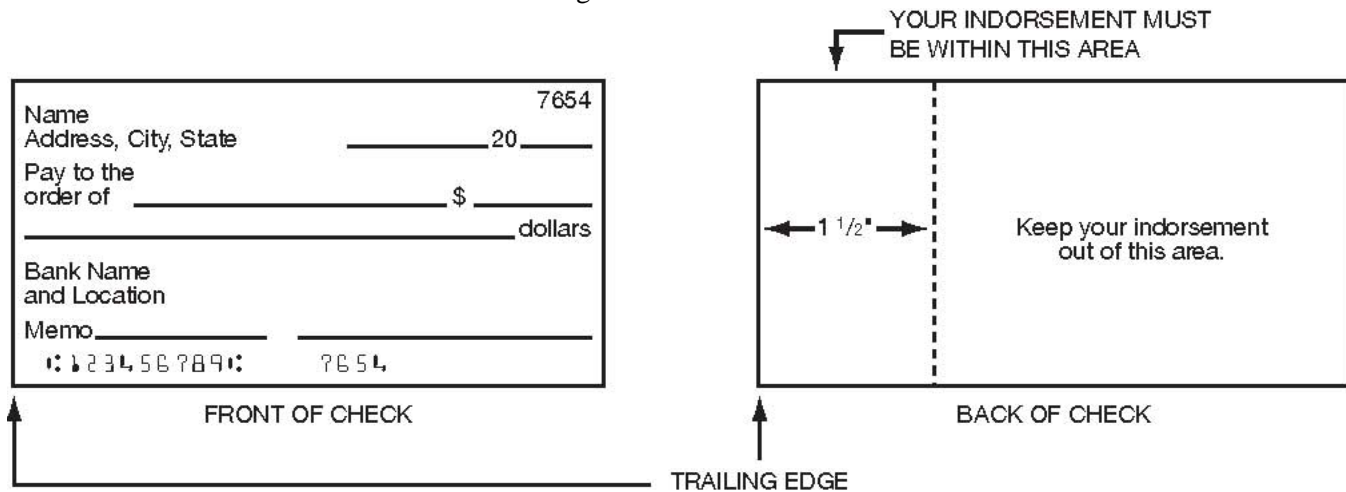 YOUR INDORSEMENT MUST
BE WITHIN THIS AREA
7654
Name
Address, City, State 20
Pay to the
order of $
dollars
Bank Name
and Location
Memo
⑆123456789⑆ 7654
FRONT OF CHECK
1 1/2"
Keep your indorsement
out of this area.
BACK OF CHECK
TRAILING EDGE